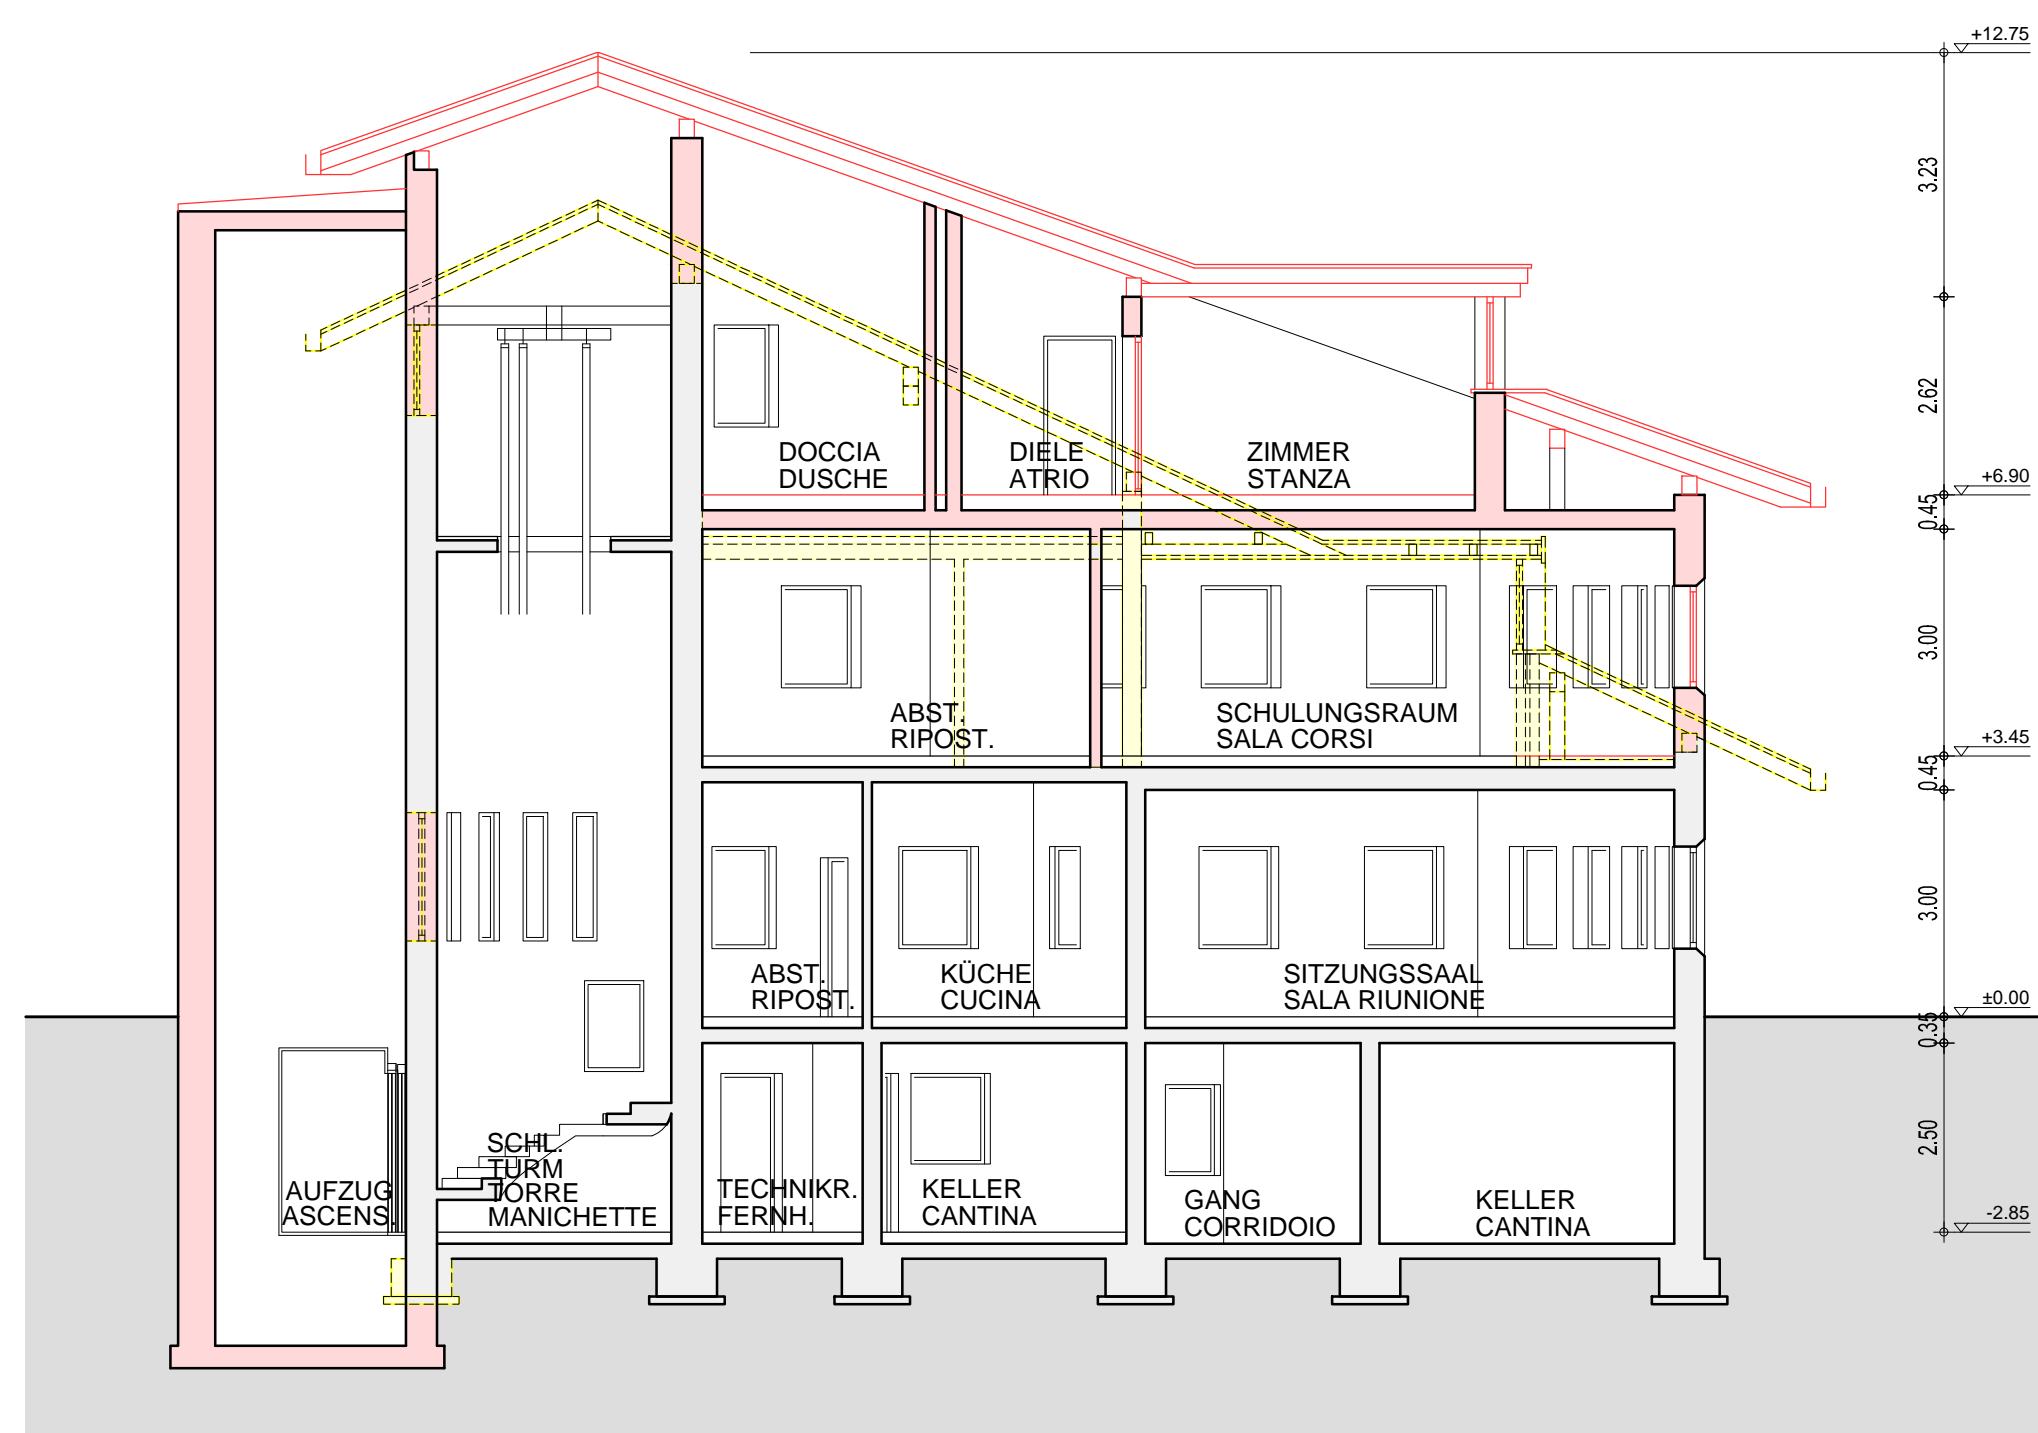 +12.75
3.23
2.62
DOCCIA
DUSCHE
DIELE
ATRIO
ZIMMER
STANZA
+6.90
0.45
3.00
ABST.
RIPOST.
SCHULUNGSRAUM
SALA CORSI
+3.45
0.45
3.00
ABST.
RIPOST.
KÜCHE
CUCINA
SITZUNGSSAAL
SALA RIUNIONE
±0.00
0.35
2.50
AUFZUG
ASCENS.
SCHL.
TURM
TORRE
MANICHETTE
TECHNIKR.
FERNH.
KELLER
CANTINA
GANG
CORRIDOIO
KELLER
CANTINA
-2.85